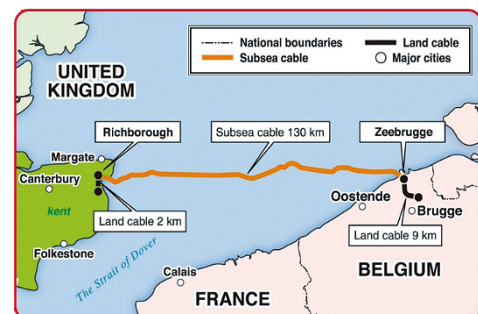 National boundaries
Land cable
Subsea cable
Major cities
UNITED
KINGDOM
Richborough
Subsea cable 130 km
Zeebrugge
Margate
Canterbury
kent
Land cable 2 km
Oostende
Brugge
Land cable 9 km
Folkestone
The Strait of Dover
Calais
BELGIUM
FRANCE